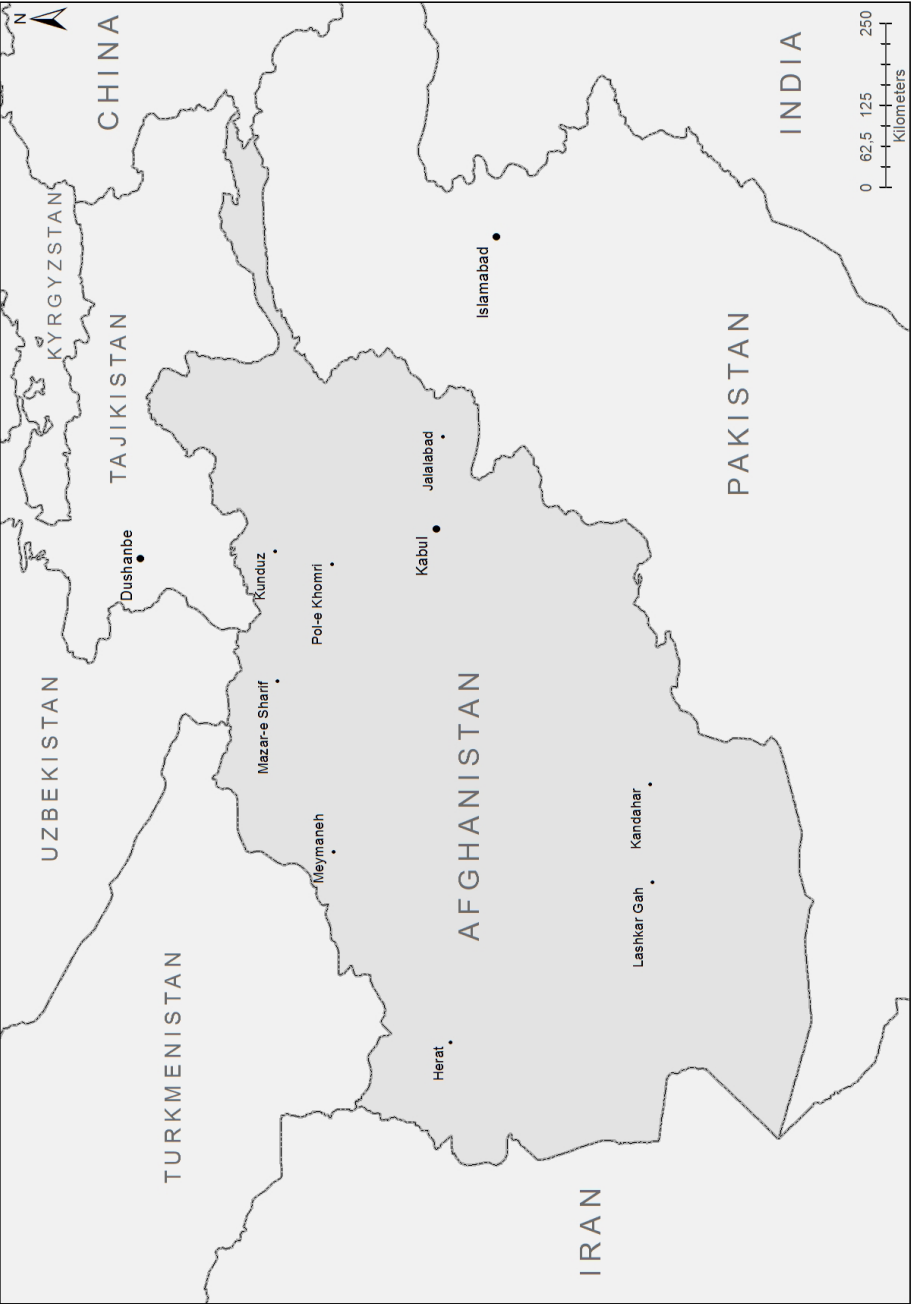 N
CHINA
KYRGYZSTAN
TAJIKISTAN
Dushanbe
UZBEKISTAN
TURKMENISTAN
Kunduz
Pol-e Khomri
Mazar-e Sharif
Meymaneh
Kabul
Jalalabad
Islamabad
AFGHANISTAN
Herat
Kandahar
Lashkar Gah
IRAN
PAKISTAN
INDIA
0 62,5 125 250
Kilometers